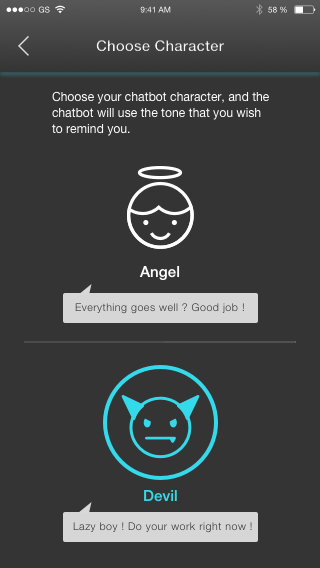 GS 9:41 AM 58 %
Choose Character
Choose your chatbot character, and the
chatbot will use the tone that you wish
to remind you.
Angel
Everything goes well ? Good job !
Devil
Lazy boy ! Do your work right now !